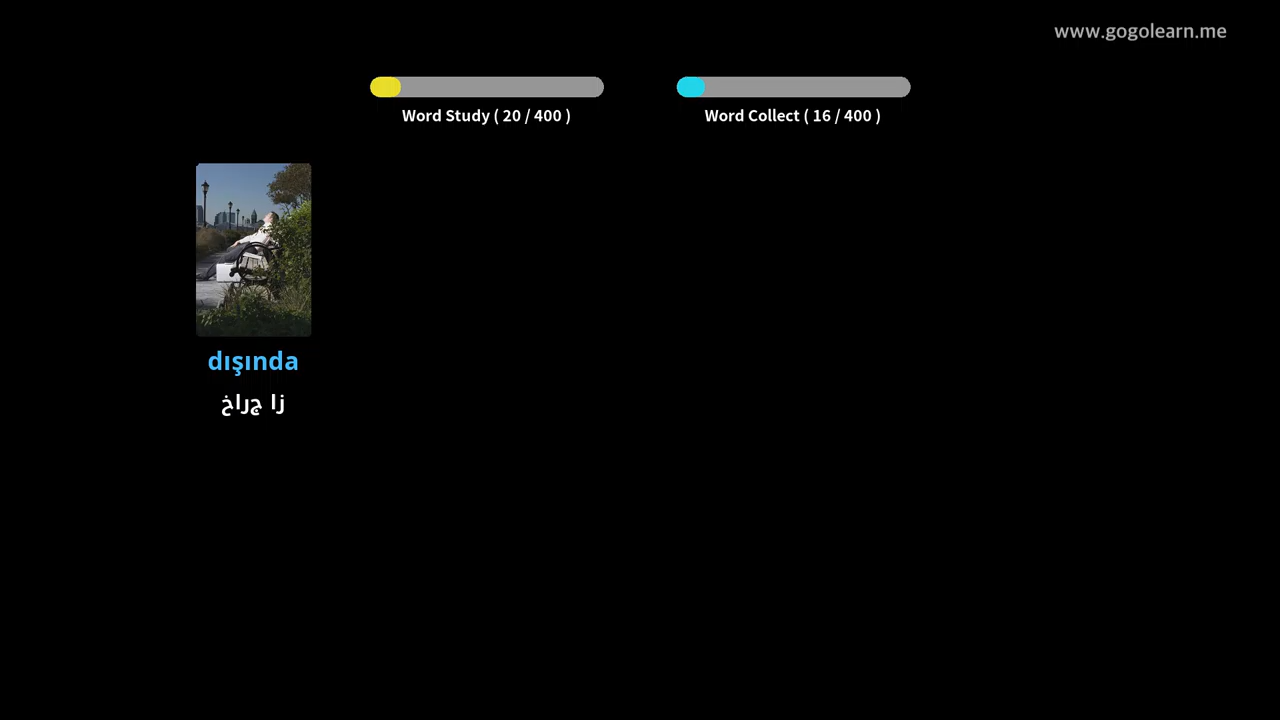 www.gogolearn.me
Word Study ( 20 / 400 )
Word Collect ( 16 / 400 )
dışında
زا جراخ